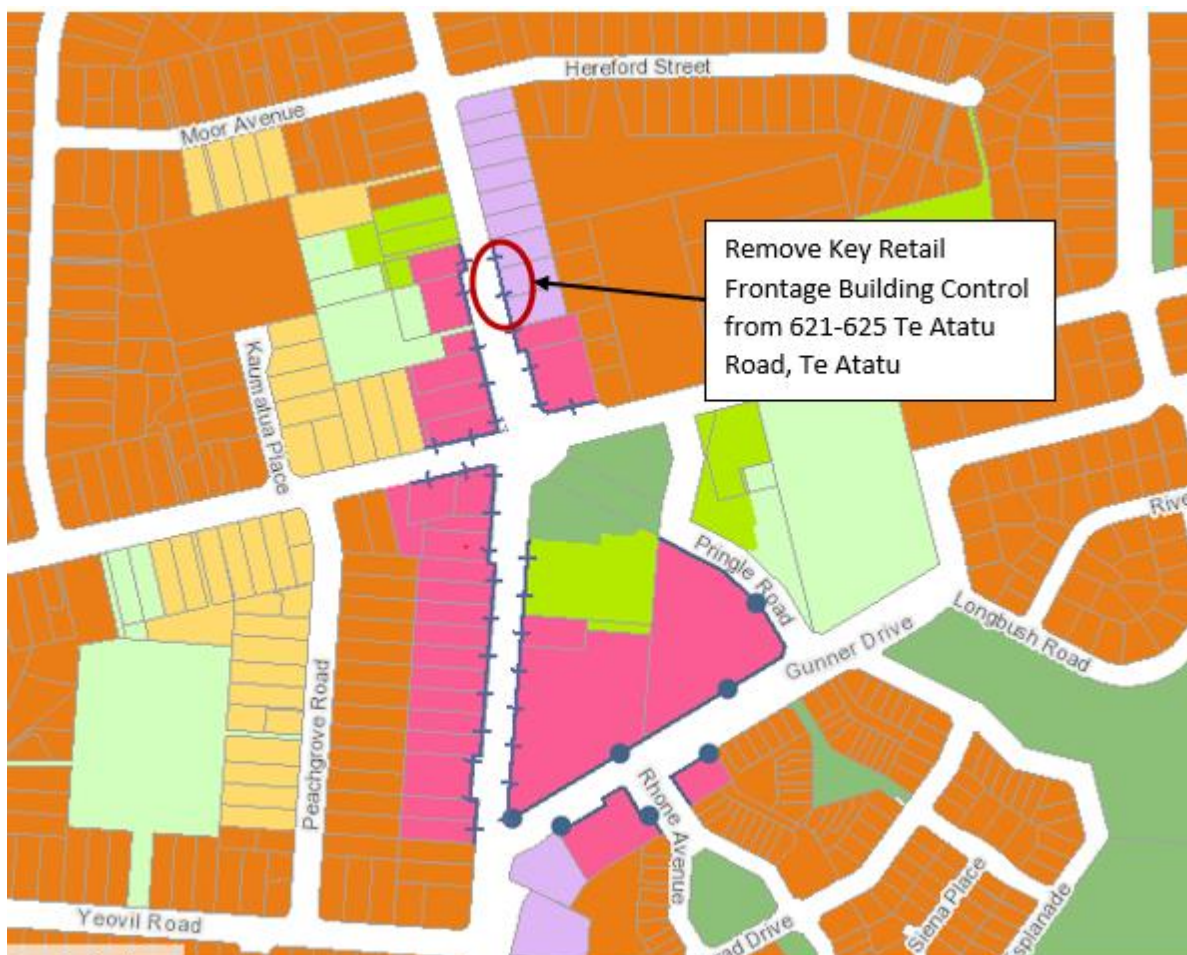 Hereford Street
Moor Avenue
Remove Key Retail
Frontage Building Control
from 621-625 Te Atatu
Road, Te Atatu
Kaumatua Place
Pringle Road
Longbush Road
Gunner Drive
Peachgrove Road
Rhone Avenue
Siena Place
Yeovil Road
Drive